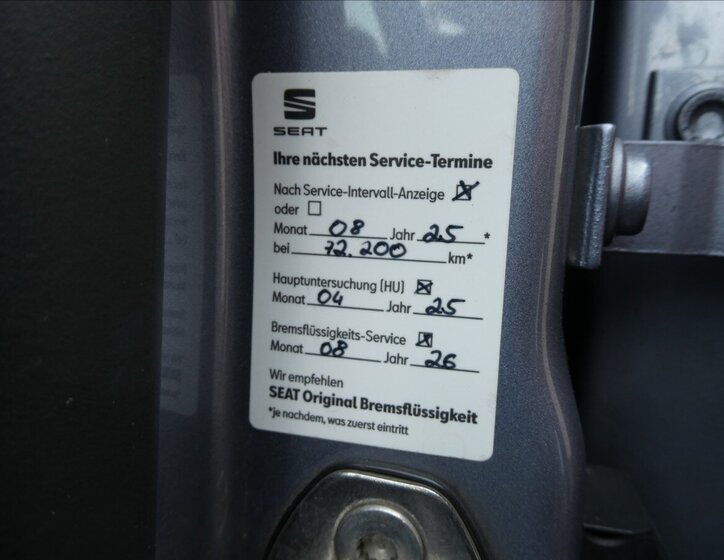 SEAT
Ihre nächsten Service-Termine
Nach Service-Intervall-Anzeige ☒
oder ☐
Monat 08 Jahr 25 *
bei 72.200 km*
Hauptuntersuchung (HU) ☒
Monat 04 Jahr 25
Bremsflüssigkeits-Service ☒
Monat 08 Jahr 26
Wir empfehlen
SEAT Original Bremsflüssigkeit
*je nachdem, was zuerst eintritt